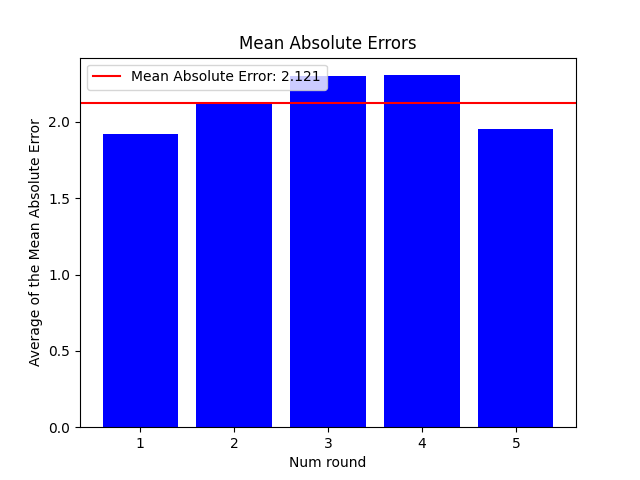 Mean Absolute Errors
Mean Absolute Error: 2.121
Average of the Mean Absolute Error
2.0
1.5
1.0
0.5
0.0
1 2 3 4 5
Num round